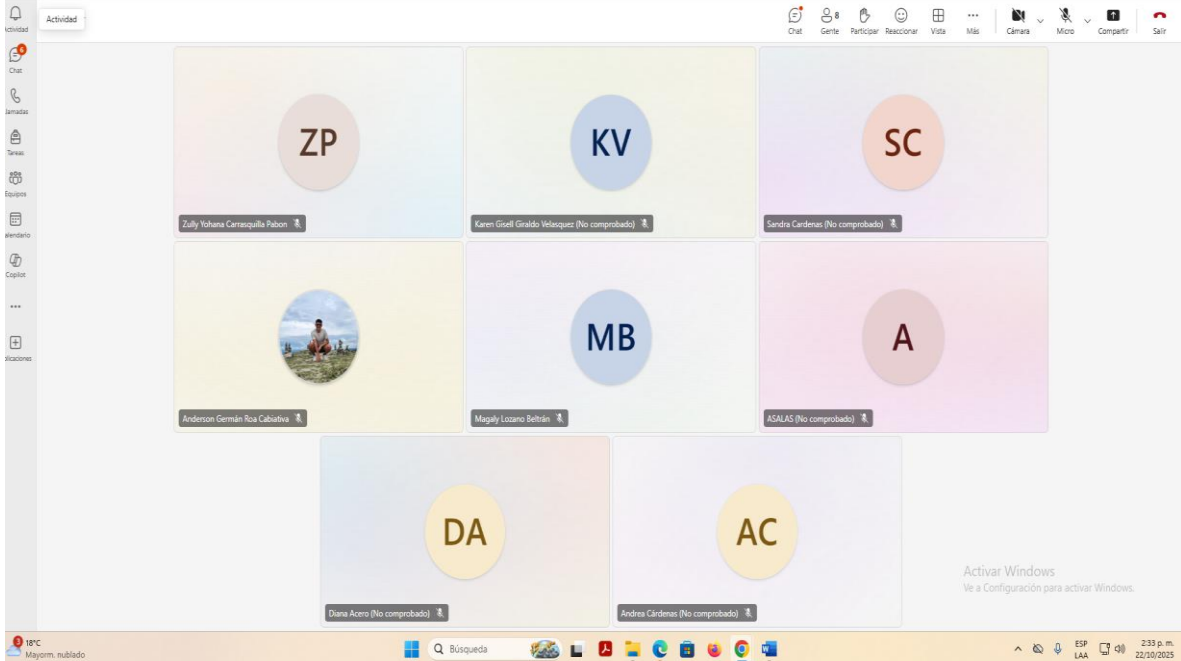 Actividad
Chat
Gente
8
Participar
Reaccionar
Vista
Más
Cámara
Micro
Compartir
Salir
Actividad
6
Chat
Tareas
Equipos
Copilot
ZP
Zully Yohana Carrasquilla Pabon
KV
Karen Gisell Giraldo Velasquez (No comprobado)
SC
Sandra Cardenas (No comprobado)
Anderson Germán Roa Cabiativa
MB
Magaly Lozano Beltrán
A
ASALAS (No comprobado)
DA
Diana Acero (No comprobado)
AC
Andrea Cárdenas (No comprobado)
Activar Windows
Ve a Configuración para activar Windows.
3
18°C
Mayorm. nublado
Búsqueda
ESP
LAA
2:33 p. m.
22/10/2025